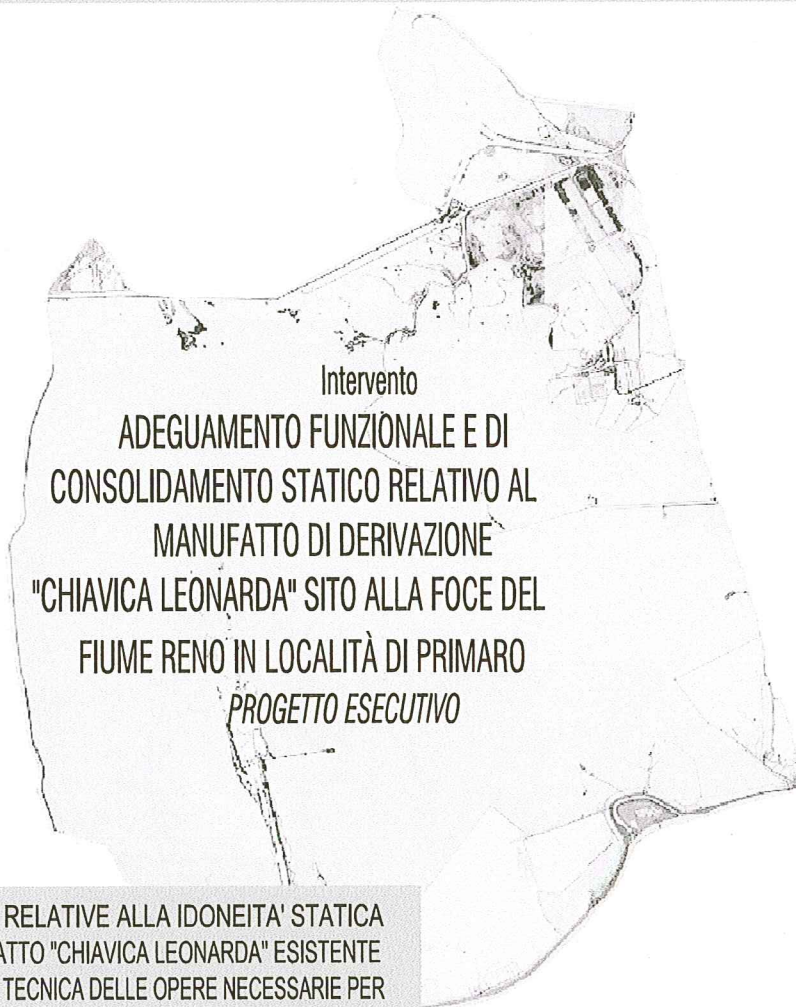 Intervento
ADEGUAMENTO FUNZIONALE E DI
CONSOLIDAMENTO STATICO RELATIVO AL
MANUFATTO DI DERIVAZIONE
"CHIAVICA LEONARDA" SITO ALLA FOCE DEL
FIUME RENO IN LOCALITÀ DI PRIMARO
PROGETTO ESECUTIVO
RELATIVE ALLA IDONEITA' STATICA
ATTO "CHIAVICA LEONARDA" ESISTENTE
TECNICA DELLE OPERE NECESSARIE PER